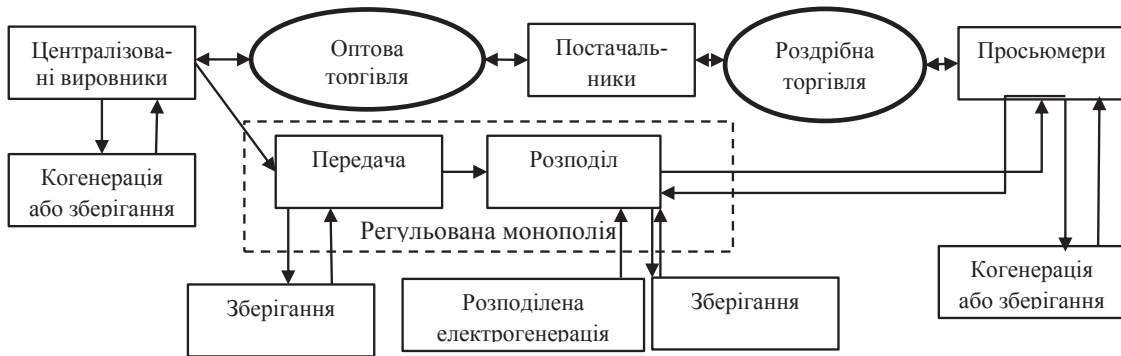 Централізова-
ні вировники
Оптова
торгівля
Постачаль-
ники
Роздрібна
торгівля
Просьюмери
Когенерація
або зберігання
Передача
Розподіл
Регульована монополія
Зберігання
Розподілена
електрогенерація
Зберігання
Когенерація
або зберігання